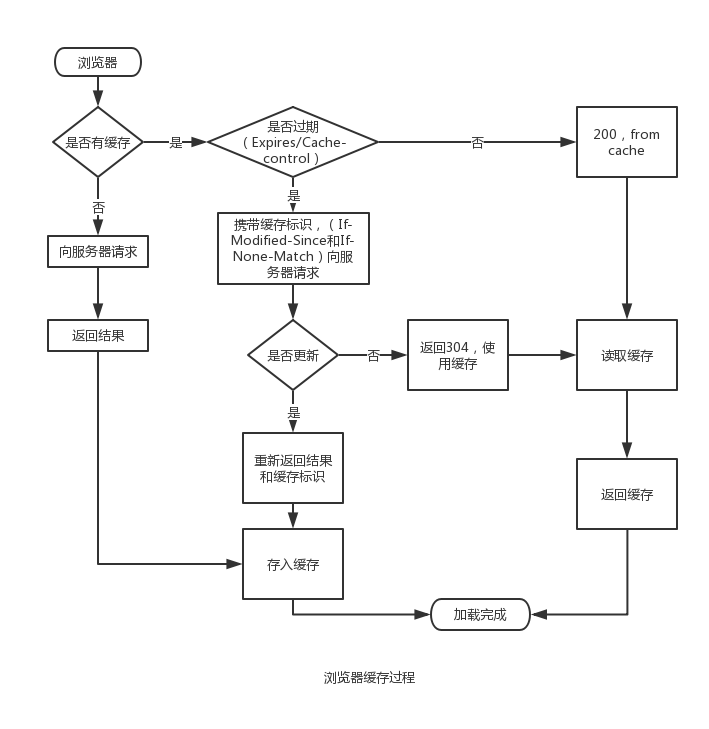 浏览器
是否有缓存
是
是否过期
（Expires/Cache-
control）
否
200，from
cache
否
是
向服务器请求
携带缓存标识，（If-
Modified-Since和If-
None-Match）向服
务器请求
返回结果
是否更新
否
返回304，使
用缓存
读取缓存
是
重新返回结果
和缓存标识
返回缓存
存入缓存
加载完成
浏览器缓存过程